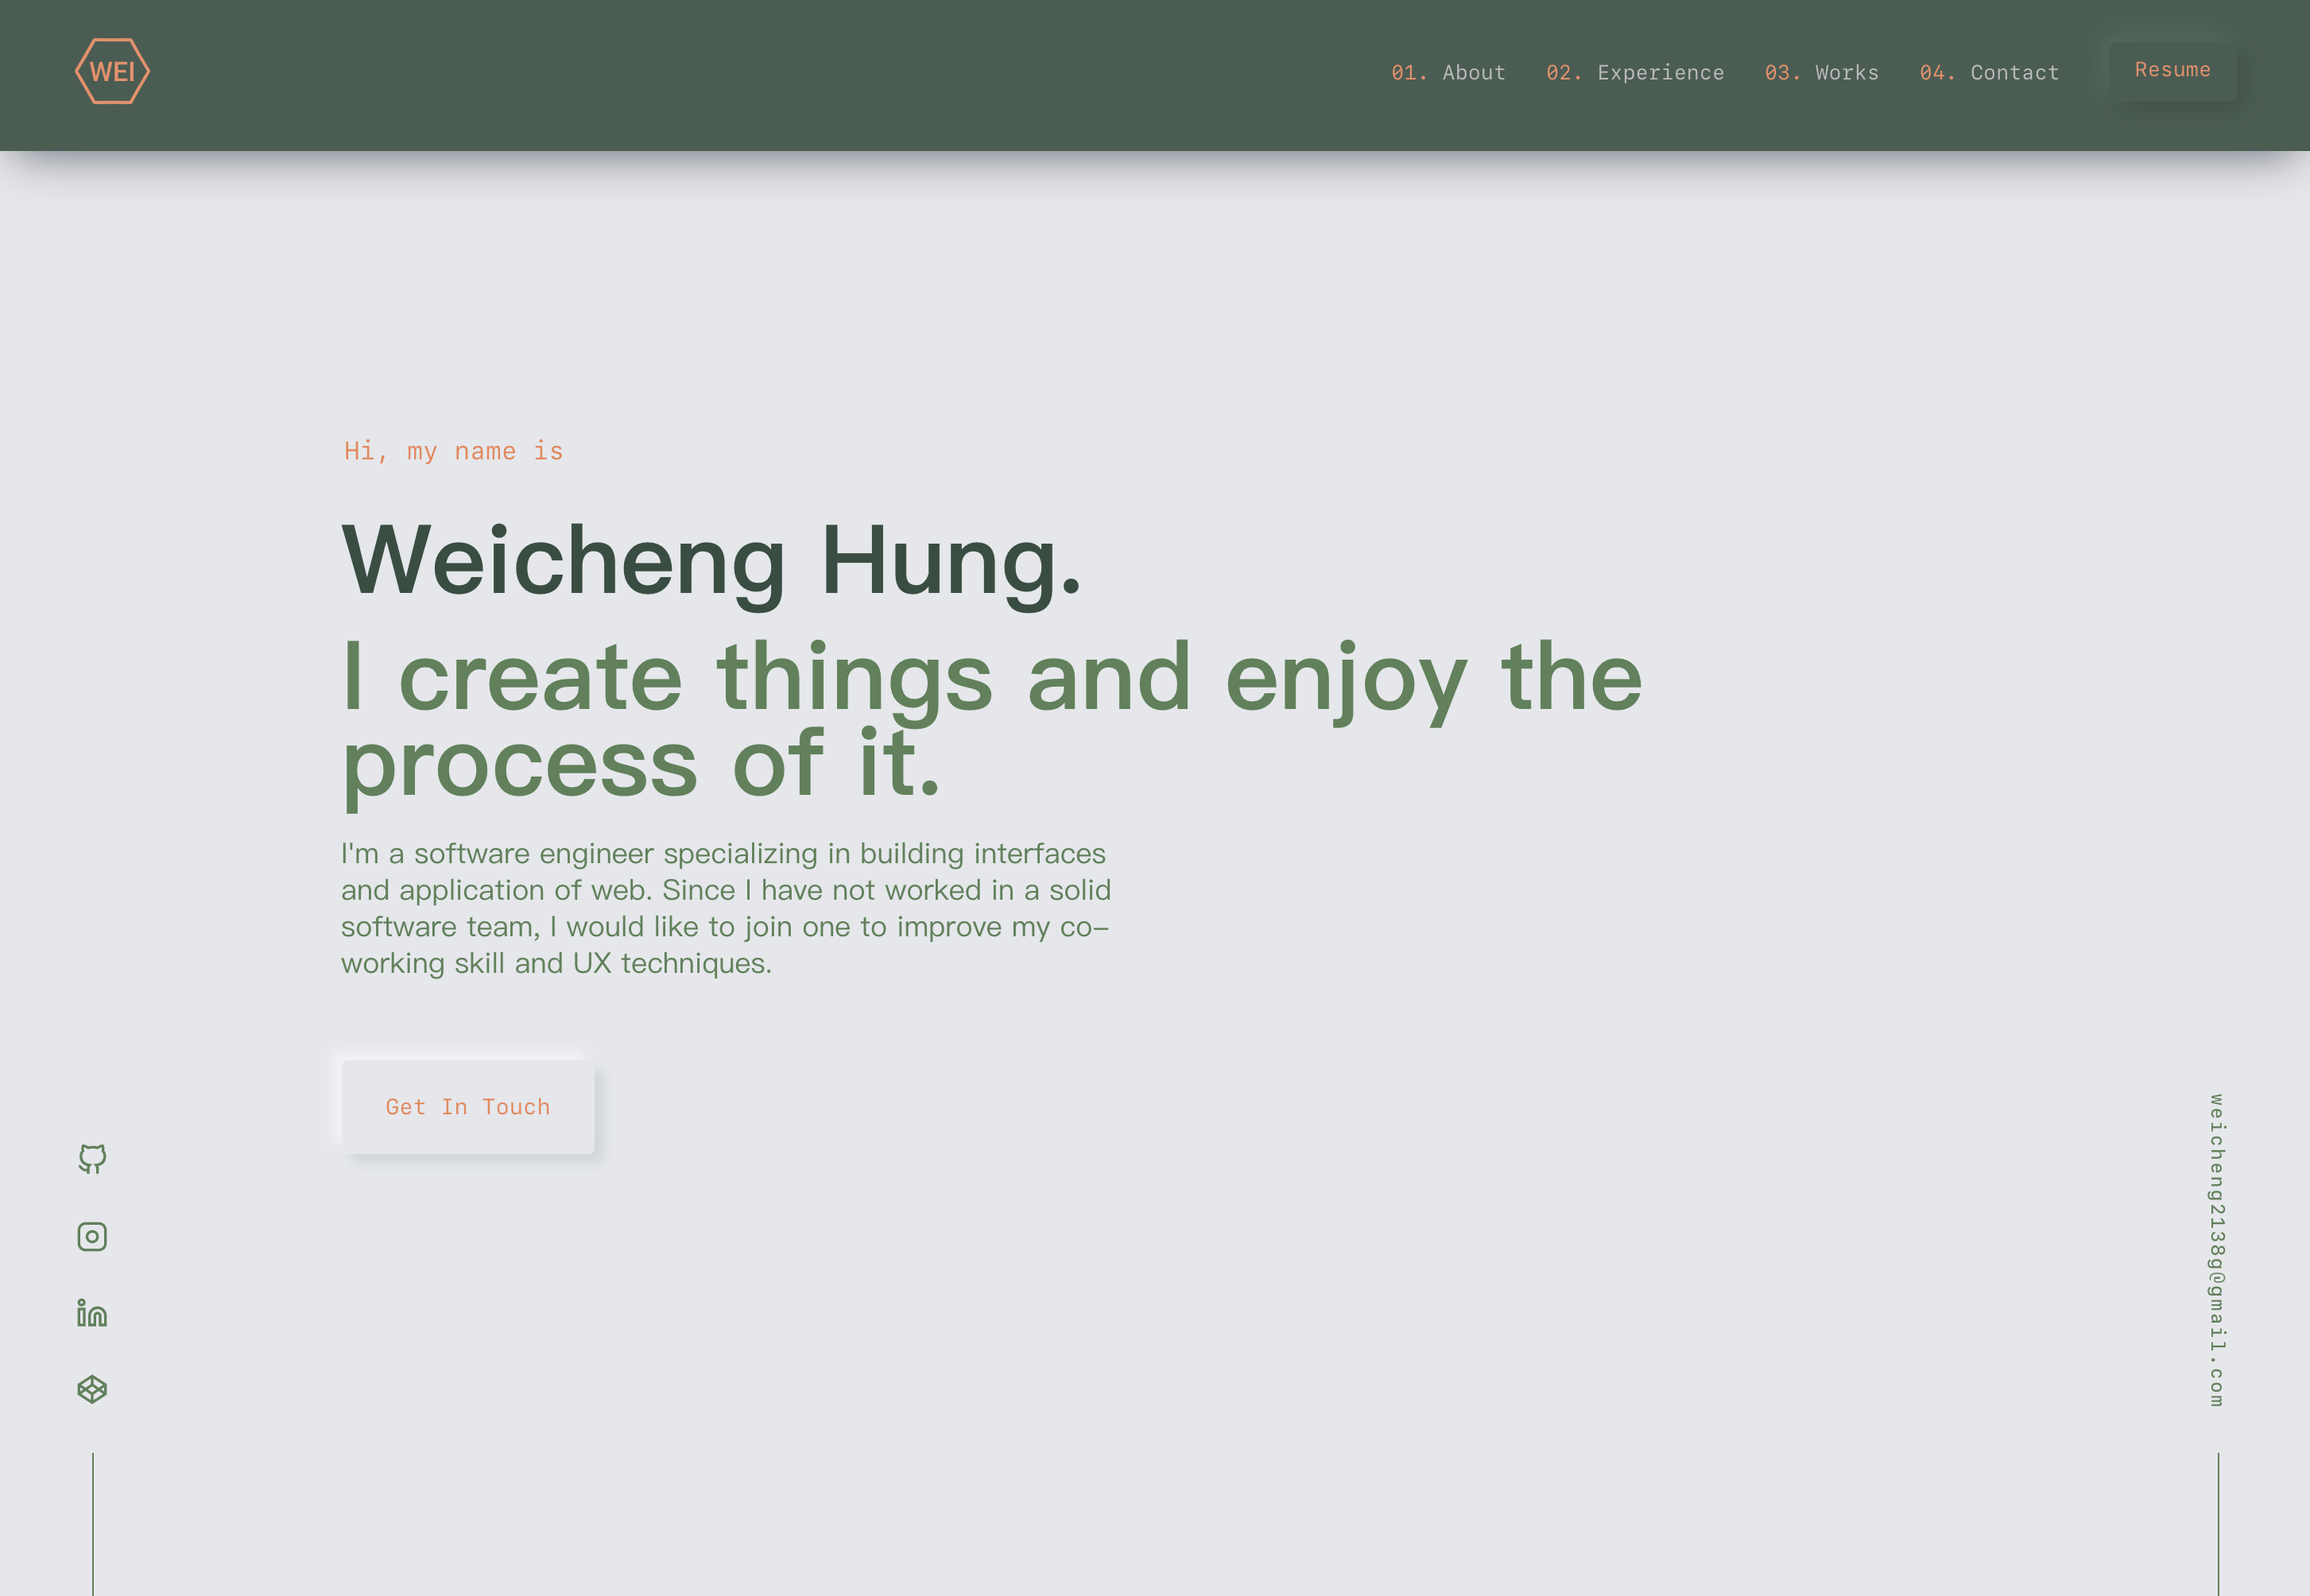 WEI
01. About 02. Experience 03. Works 04. Contact Resume
Hi, my name is
Weicheng Hung.
I create things and enjoy the
process of it.
I'm a software engineer specializing in building interfaces
and application of web. Since I have not worked in a solid
software team, I would like to join one to improve my co-
working skill and UX techniques.
Get In Touch
weicheng2138g@gmail.com